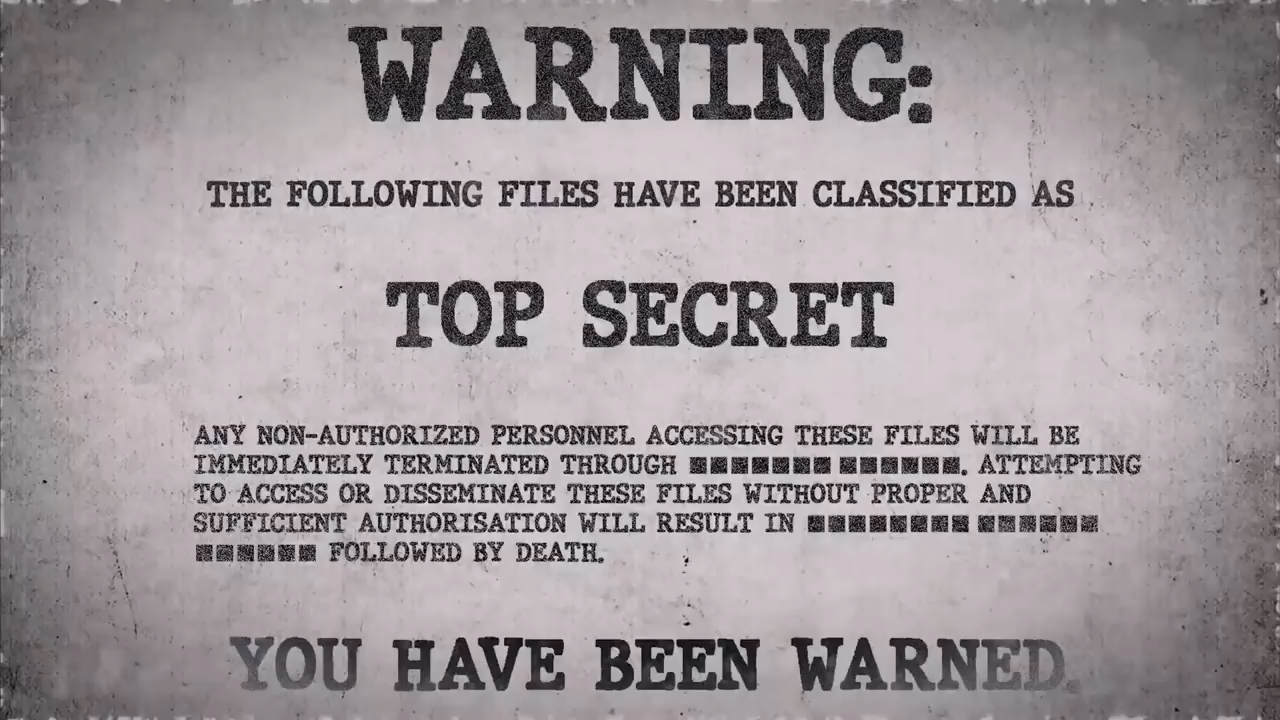 WARNING:
THE FOLLOWING FILES HAVE BEEN CLASSIFIED AS
TOP SECRET
ANY NON-AUTHORIZED PERSONNEL ACCESSING THESE FILES WILL BE
IMMEDIATELY TERMINATED THROUGH ■■■■■■■ ■■■■■■. ATTEMPTING
TO ACCESS OR DISSEMINATE THESE FILES WITHOUT PROPER AND
SUFFICIENT AUTHORISATION WILL RESULT IN ■■■■■■■■ ■■■■■■
■■■■■■ FOLLOWED BY DEATH.
YOU HAVE BEEN WARNED.